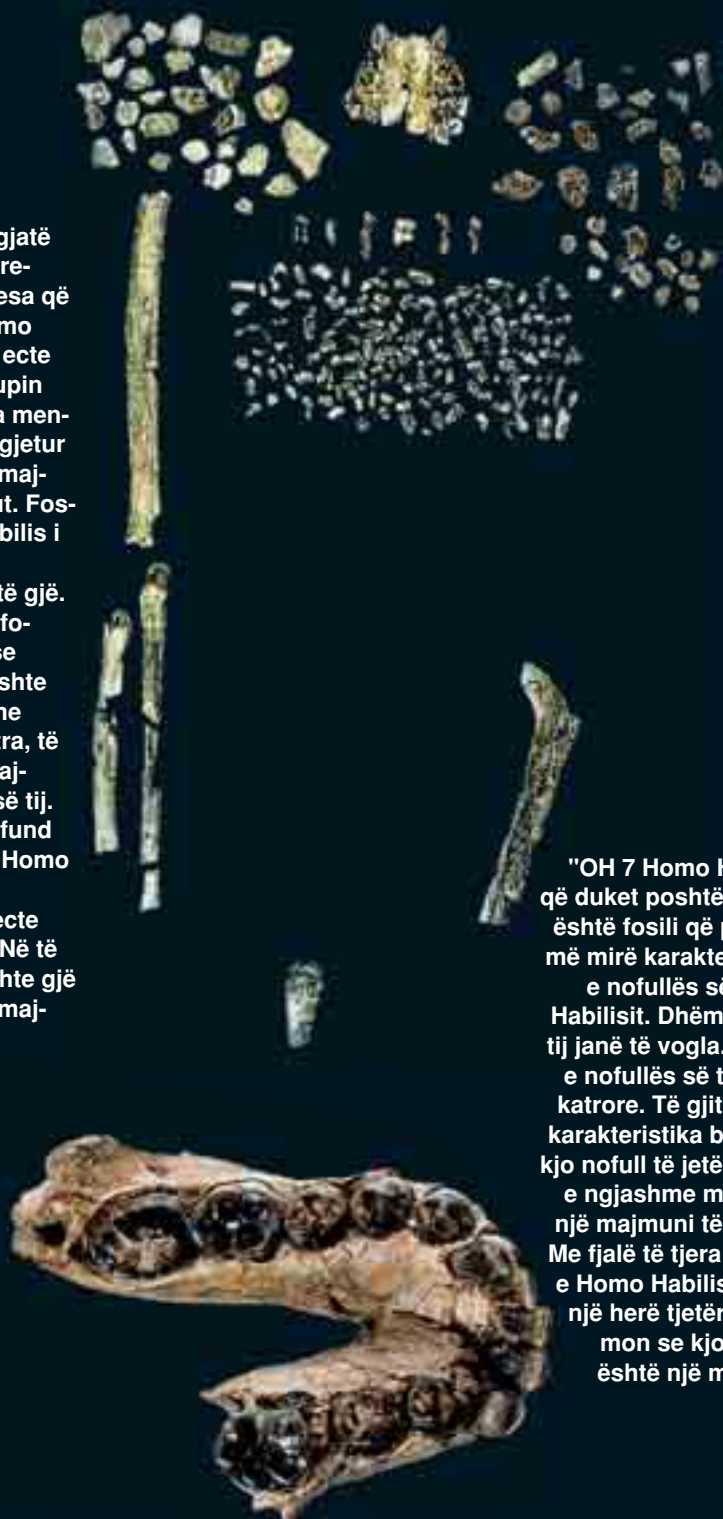 gjatë
re-
esa që
mo
ecte
upin
a men-
gjetur
maj-
ut. Fos-
bilis i
të gjë.
fo-
se
shte
he
tra, të
aj-
së tij.
fund
Homo
ecte
Në të
hte gjë
maj-
"OH 7 Homo H
që duket poshtë
është fosili që p
më mirë karakte
e nofullës së
Habilisit. Dhëm
tij janë të vogla.
e nofullës së t
katrore. Të gjit
karakteristika b
kjo nofull të jetë
e ngjashme m
një majmuni të
Me fjalë të tjera
e Homo Habilis
një herë tjetër
mon se kjo
është një m